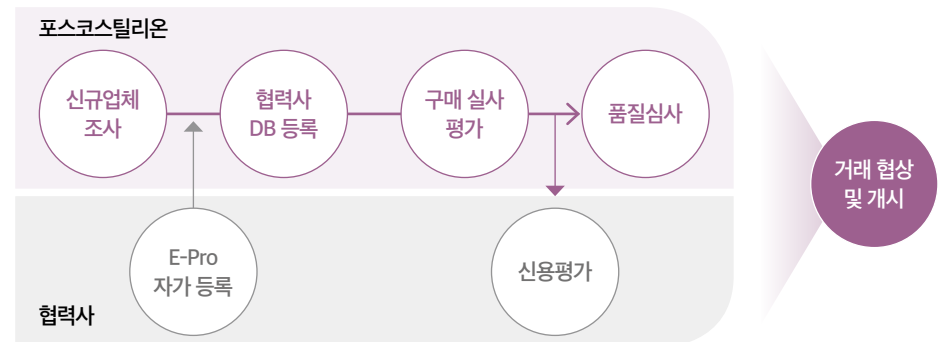 포스코스틸리온
신규업체
조사
협력사
DB 등록
구매 실사
평가
품질심사
거래 협상
및 개시
E-Pro
자가 등록
신용평가
협력사